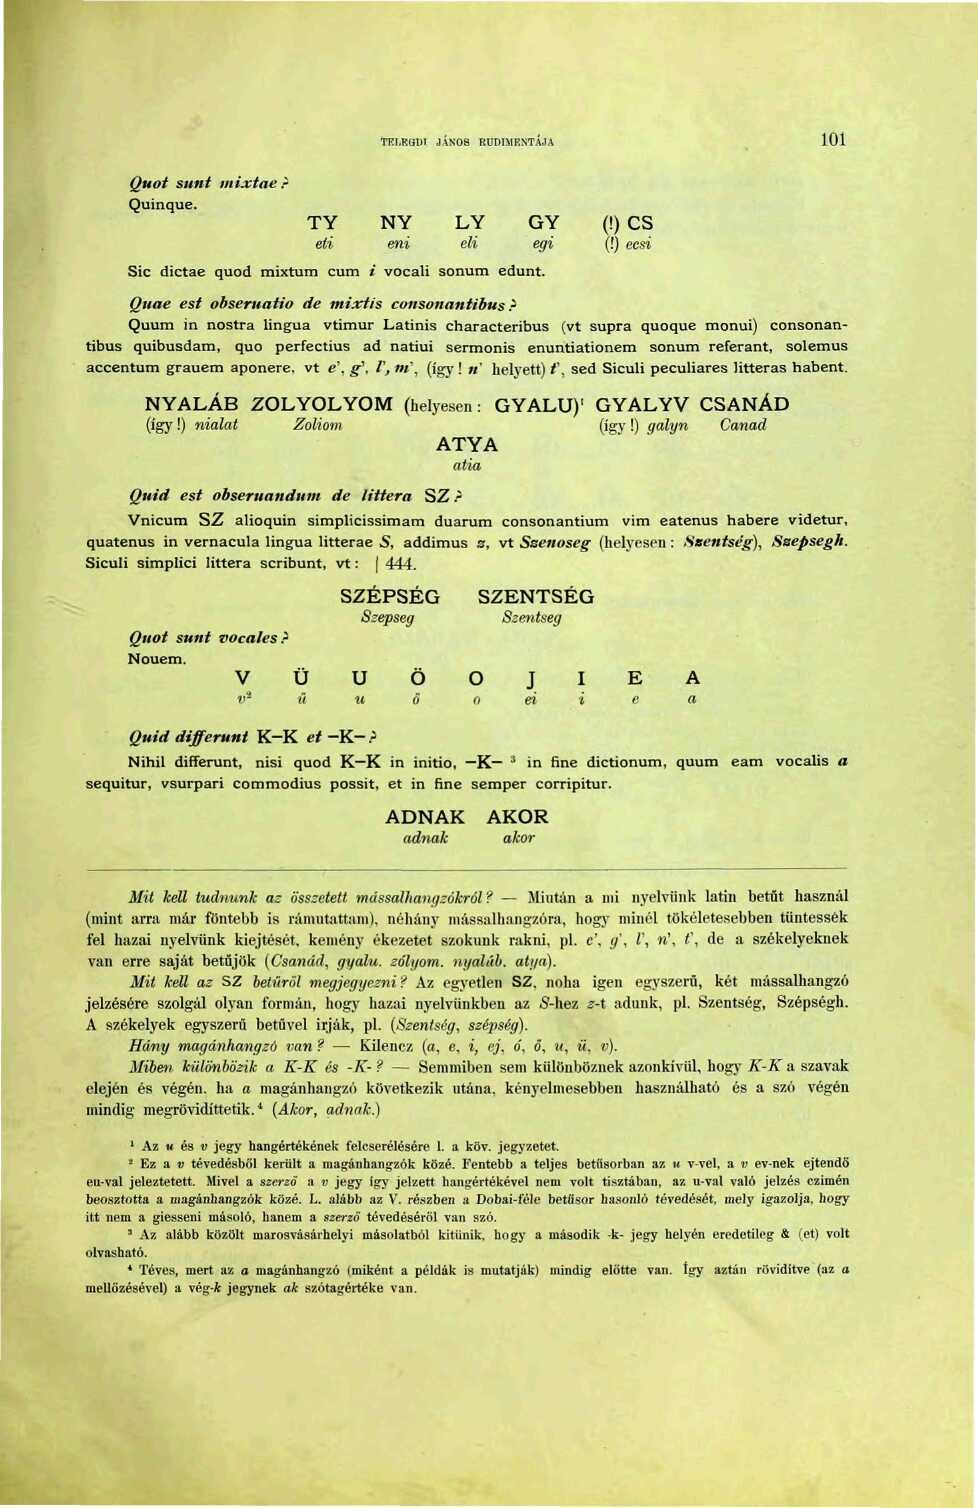 TELEGDI JÁNOS RUDIMENTÁJA 101
Quot sunt mixtae?
Quinque.
TY NY LY GY (!) CS
eti eni eli egi (!) ecsi
Sic dictae quod mixtum cum i vocali sonum edunt.
Quae est obseruatio de mixtis consonantibus?
Quum in nostra lingua vtimur Latinis characteribus (vt supra quoque monui) consonan-
tibus quibusdam, quo perfectius ad natiui sermonis enuntiationem sonum referant, solemus
accentum grauem aponere, vt e', g', l', m', (így! n' helyett) t', sed Siculi peculiares litteras habent.
NYALÁB ZOLYOLYOM (helyesen: GYALU)¹ GYALYV CSANÁD
(így!) nialat Zoliom (így!) galyn Canad
ATYA
atia
Quid est obseruandum de littera SZ?
Vnicum SZ alioquin simplicissimam duarum consonantium vim eatenus habere videtur,
quatenus in vernacula lingua litterae S, addimus z, vt Szenoseg (helyesen: Szentség), Szepsegh.
Siculi simplici littera scribunt, vt: | 444.
SZÉPSÉG SZENTSÉG
Szepseg Szentseg
Quot sunt vocales?
Nouem.
V Ü U Ö O J I E A
v² ü u ö o ei i e a
Quid differunt K—K et —K—?
Nihil differunt, nisi quod K—K in initio, —K— ³ in fine dictionum, quum eam vocalis a
sequitur, vsurpari commodius possit, et in fine semper corripitur.
ADNAK AKOR
adnak akor
Mit kell tudnunk az összetett mássalhangzókról? — Miután a mi nyelvünk latin betűt használ
(mint arra már föntebb is rámutattam), néhány mássalhangzóra, hogy minél tökéletesebben tüntessék
fel hazai nyelvünk kiejtését, kemény ékezetet szokunk rakni, pl. c', g', l', n', t', de a székelyeknek
van erre saját betűjök (Csanád, gyalu. zólyom. nyaláb. atya).
Mit kell az SZ betűről megjegyezni? Az egyetlen SZ, noha igen egyszerű, két mássalhangzó
jelzésére szolgál olyan formán, hogy hazai nyelvünkben az S-hez z-t adunk, pl. Szentség, Szépségh.
A székelyek egyszerű betűvel irják, pl. (Szentség, szépség).
Hány magánhangzó van? — Kilencz (a, e, i, ej, ó, ő, u, ü, v).
Miben különbözik a K-K és -K-? — Semmiben sem különböznek azonkívül, hogy K-K a szavak
elején és végén, ha a magánhangzó következik utána, kényelmesebben használható és a szó végén
mindig megrövidíttetik.⁴ (Akor, adnak.)
¹ Az u és v jegy hangértékének felcserélésére l. a köv. jegyzetet.
² Ez a v tévedésből került a magánhangzók közé. Fentebb a teljes betűsorban az u v-vel, a v ev-nek ejtendő
eu-val jeleztetett. Mivel a szerző a v jegy így jelzett hangértékével nem volt tisztában, az u-val való jelzés czimén
beosztotta a magánhangzók közé. L. alább az V. részben a Dobai-féle betűsor hasonló tévedését, mely igazolja, hogy
itt nem a giesseni másoló, hanem a szerző tévedéséről van szó.
³ Az alább közölt marosvásárhelyi másolatból kitünik, hogy a második -k- jegy helyén eredetileg & (et) volt
olvasható.
⁴ Téves, mert az a magánhangzó (miként a példák is mutatják) mindig előtte van. Így aztán röviditve (az a
mellőzésével) a vég-k jegynek ak szótagértéke van.